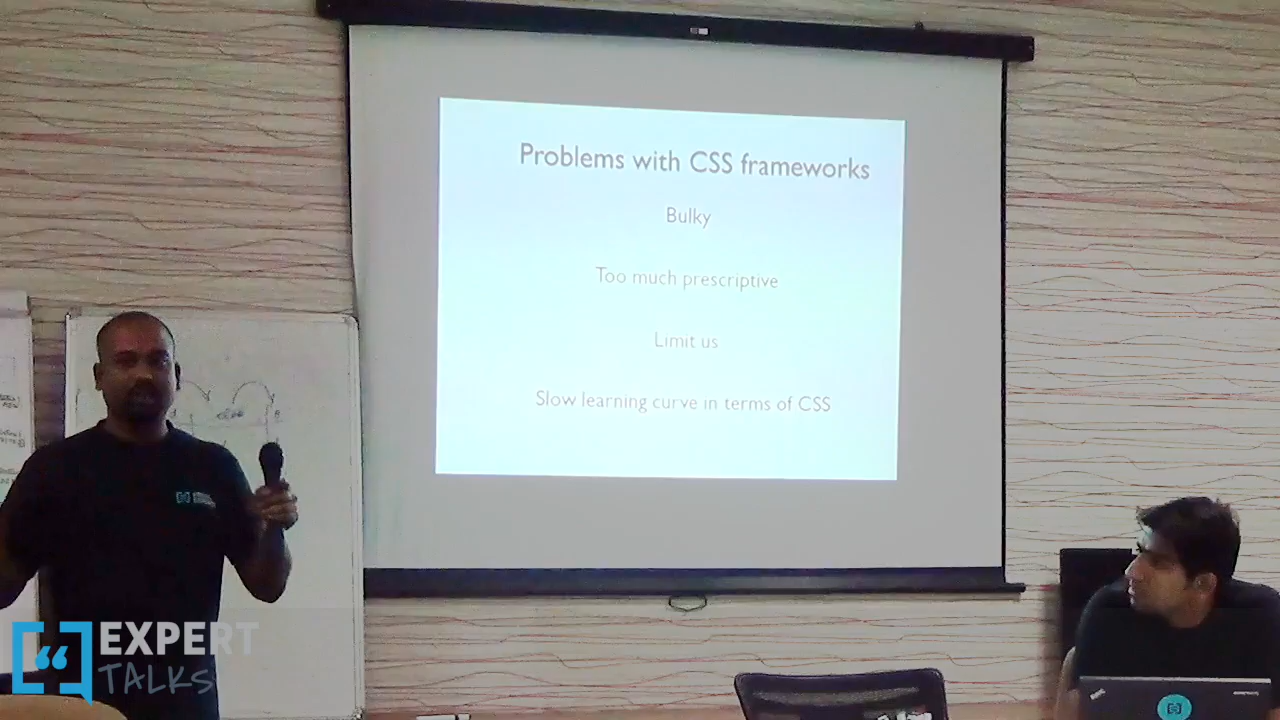 Problems with CSS frameworks
Bulky
Too much prescriptive
Limit us
Slow learning curve in terms of CSS
EXPERT
TALKS